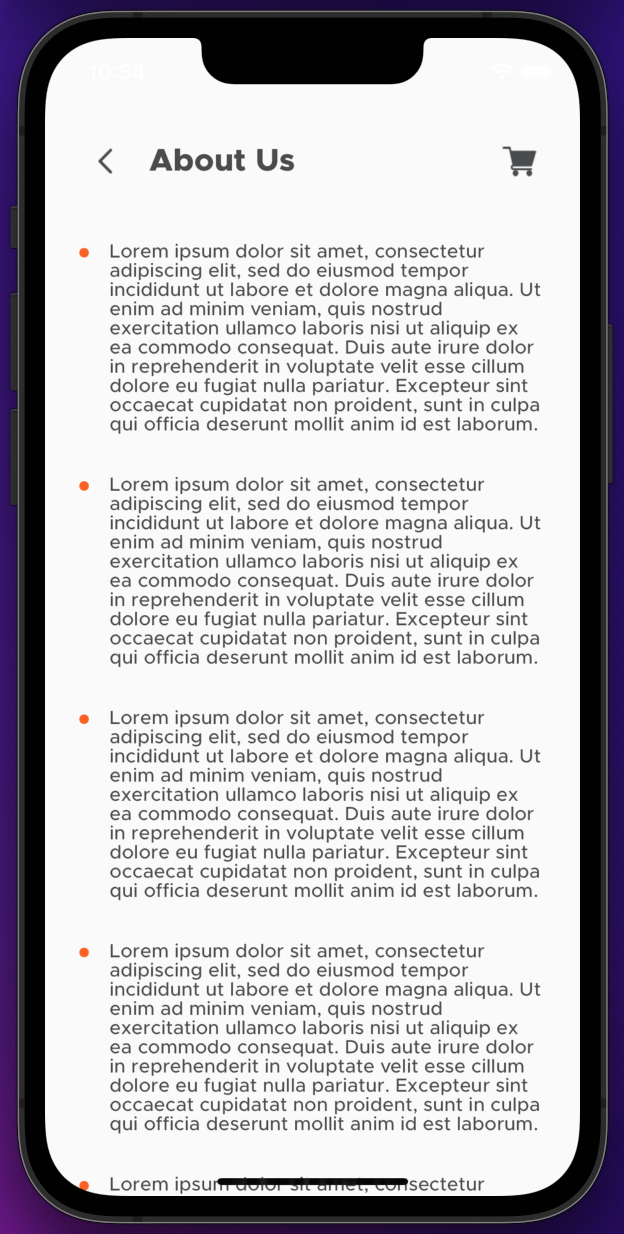 10:54
About Us
Lorem ipsum dolor sit amet, consectetur
adipiscing elit, sed do eiusmod tempor
incididunt ut labore et dolore magna aliqua. Ut
enim ad minim veniam, quis nostrud
exercitation ullamco laboris nisi ut aliquip ex
ea commodo consequat. Duis aute irure dolor
in reprehenderit in voluptate velit esse cillum
dolore eu fugiat nulla pariatur. Excepteur sint
occaecat cupidatat non proident, sunt in culpa
qui officia deserunt mollit anim id est laborum.
Lorem ipsum dolor sit amet, consectetur
adipiscing elit, sed do eiusmod tempor
incididunt ut labore et dolore magna aliqua. Ut
enim ad minim veniam, quis nostrud
exercitation ullamco laboris nisi ut aliquip ex
ea commodo consequat. Duis aute irure dolor
in reprehenderit in voluptate velit esse cillum
dolore eu fugiat nulla pariatur. Excepteur sint
occaecat cupidatat non proident, sunt in culpa
qui officia deserunt mollit anim id est laborum.
Lorem ipsum dolor sit amet, consectetur
adipiscing elit, sed do eiusmod tempor
incididunt ut labore et dolore magna aliqua. Ut
enim ad minim veniam, quis nostrud
exercitation ullamco laboris nisi ut aliquip ex
ea commodo consequat. Duis aute irure dolor
in reprehenderit in voluptate velit esse cillum
dolore eu fugiat nulla pariatur. Excepteur sint
occaecat cupidatat non proident, sunt in culpa
qui officia deserunt mollit anim id est laborum.
Lorem ipsum dolor sit amet, consectetur
adipiscing elit, sed do eiusmod tempor
incididunt ut labore et dolore magna aliqua. Ut
enim ad minim veniam, quis nostrud
exercitation ullamco laboris nisi ut aliquip ex
ea commodo consequat. Duis aute irure dolor
in reprehenderit in voluptate velit esse cillum
dolore eu fugiat nulla pariatur. Excepteur sint
occaecat cupidatat non proident, sunt in culpa
qui officia deserunt mollit anim id est laborum.
Lorem ipsum dolor sit amet, consectetur